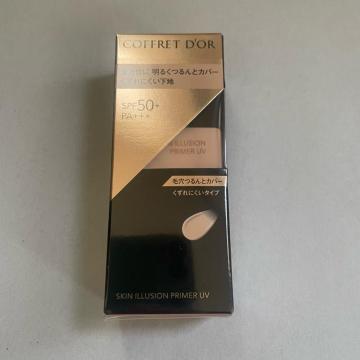 COFFRET D'OR
明るくつるんとカバー
くずれにくい下地
SPF50+
PA+++
N ILLUSION
PRIMER UV
毛穴つるんとカバー
くずれにくいタイプ
SKIN ILLUSION PRIMER UV